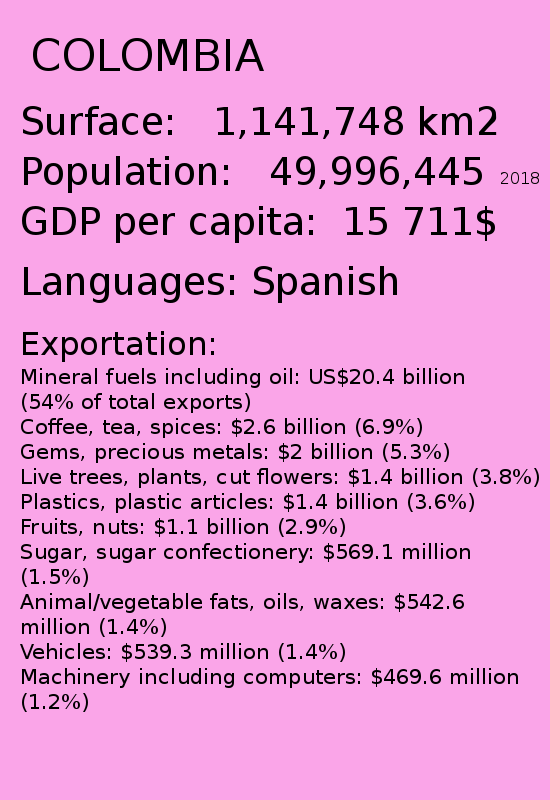 COLOMBIA
Surface: 1,141,748 km2
Population: 49,996,445 2018
GDP per capita: 15 711$
Languages: Spanish
Exportation:
Mineral fuels including oil: US$20.4 billion
(54% of total exports)
Coffee, tea, spices: $2.6 billion (6.9%)
Gems, precious metals: $2 billion (5.3%)
Live trees, plants, cut flowers: $1.4 billion (3.8%)
Plastics, plastic articles: $1.4 billion (3.6%)
Fruits, nuts: $1.1 billion (2.9%)
Sugar, sugar confectionery: $569.1 million
(1.5%)
Animal/vegetable fats, oils, waxes: $542.6
million (1.4%)
Vehicles: $539.3 million (1.4%)
Machinery including computers: $469.6 million
(1.2%)